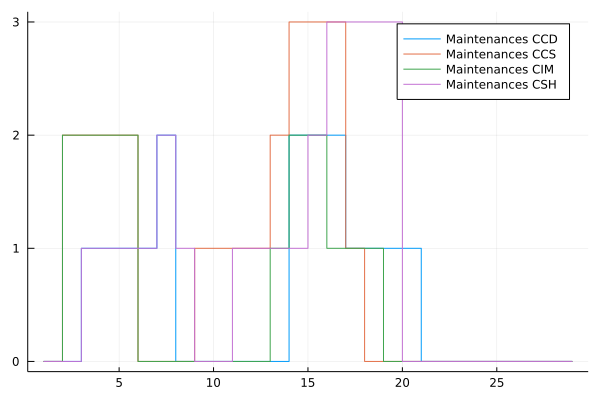 3
Maintenances CCD
Maintenances CCS
Maintenances CIM
Maintenances CSH
2
1
0
5 10 15 20 25